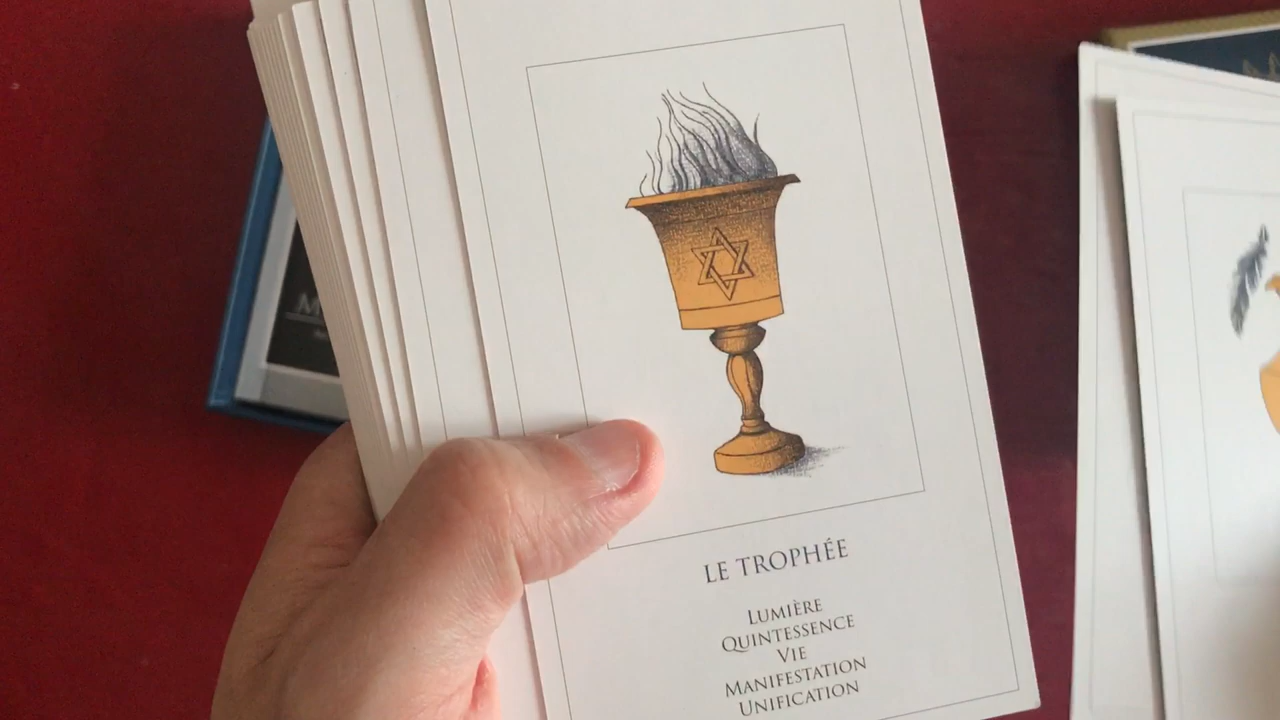 LE TROPHÉE
LUMIÈRE
QUINTESSENCE
VIE
MANIFESTATION
UNIFICATION